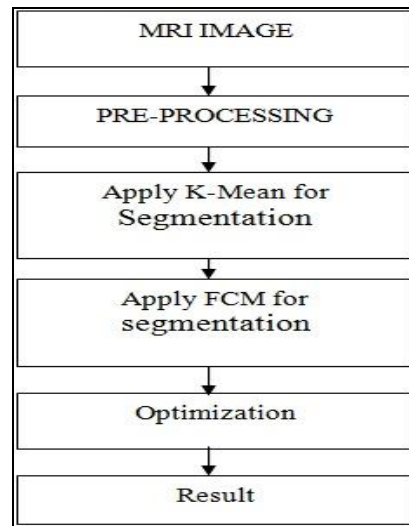 MRI IMAGE
PRE-PROCESSING
Apply K-Mean for
Segmentation
Apply FCM for
segmentation
Optimization
Result